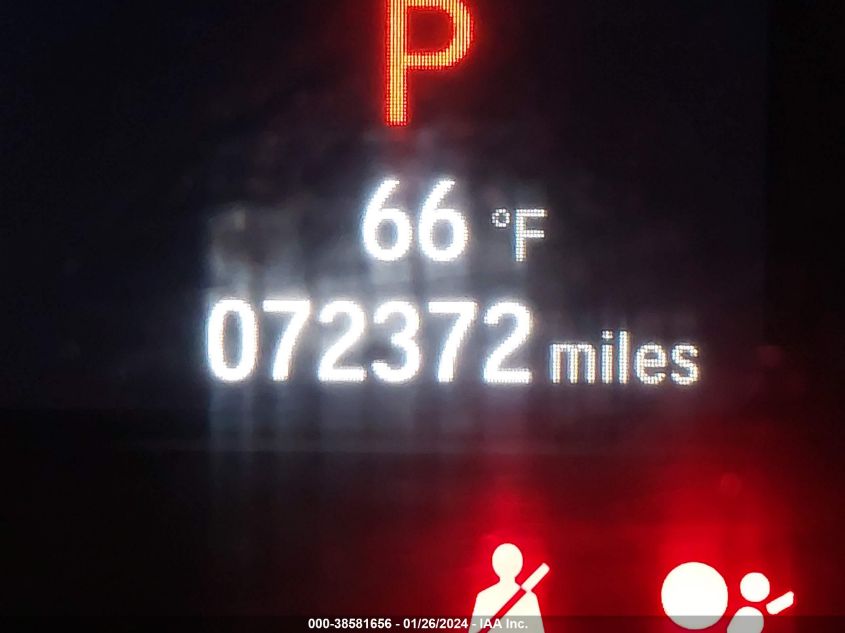 P
66 °F
072372 miles
000-38581656 - 01/26/2024 - IAA Inc.